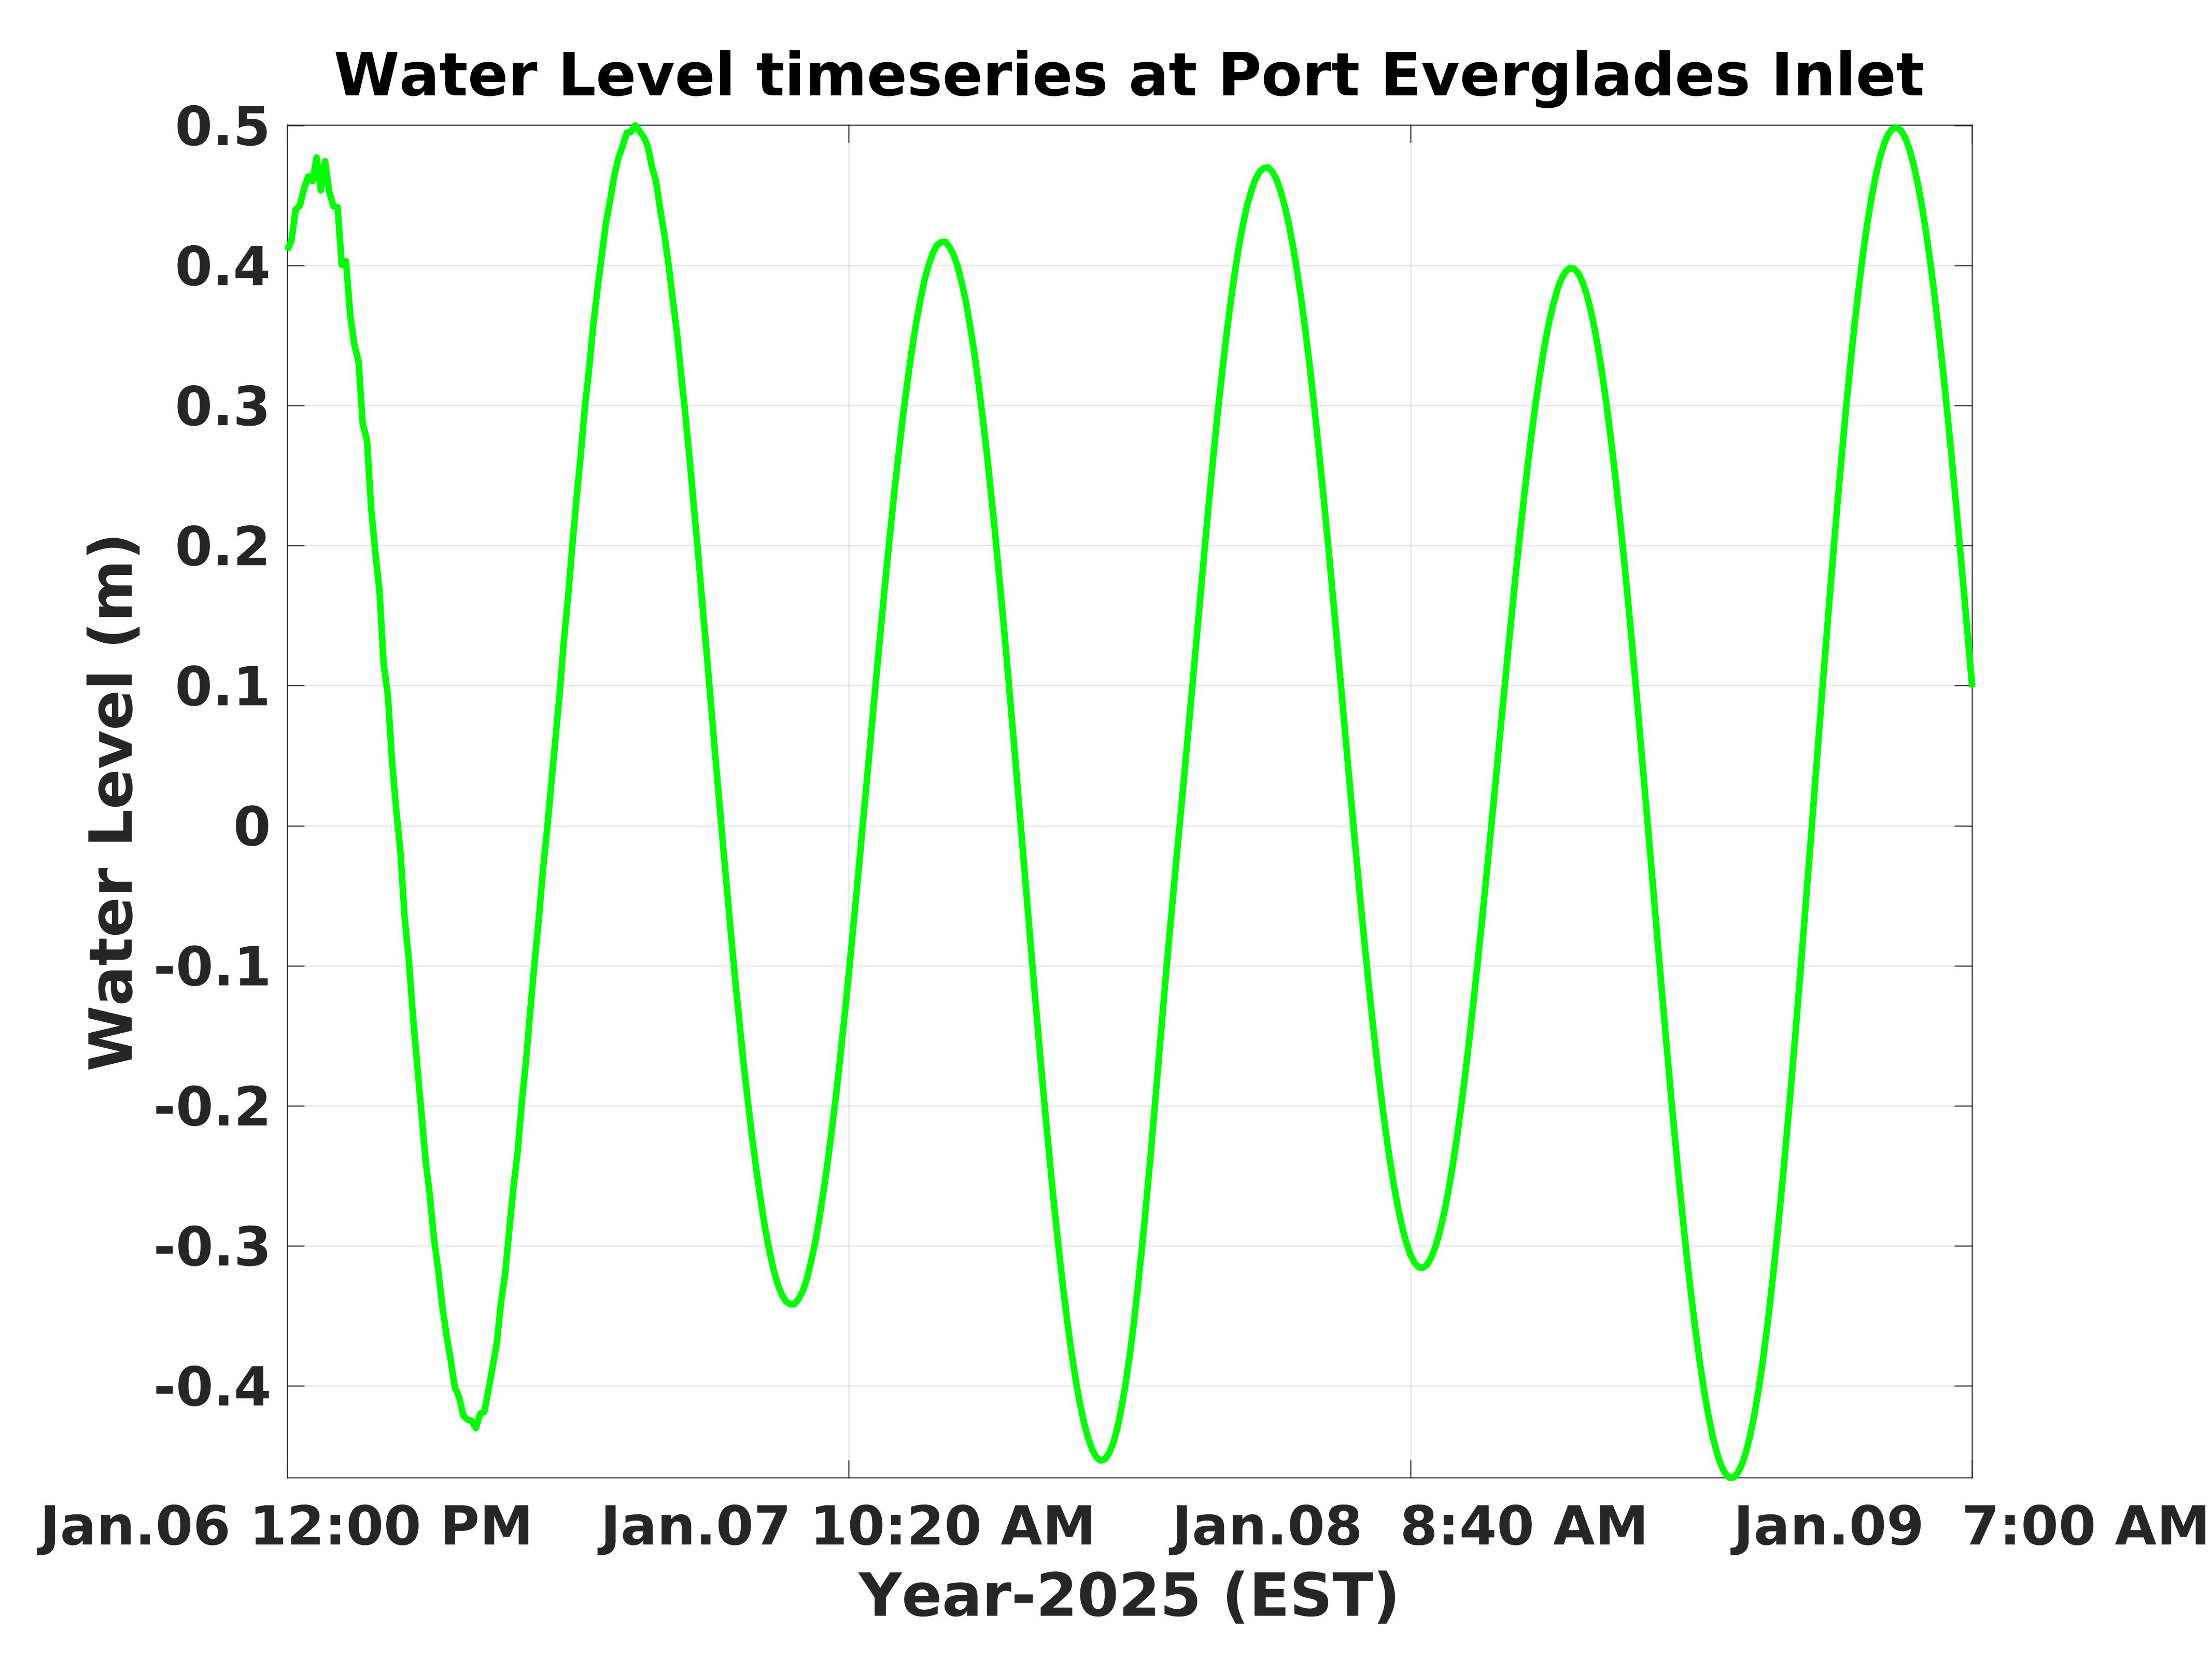 Water Level timeseries at Port Everglades Inlet
0.5
0.4
0.3
0.2
0.1
0
-0.1
-0.2
-0.3
-0.4
Water Level (m)
Jan.06 12:00 PM Jan.07 10:20 AM Jan.08 8:40 AM Jan.09 7:00 AM
Year-2025 (EST)